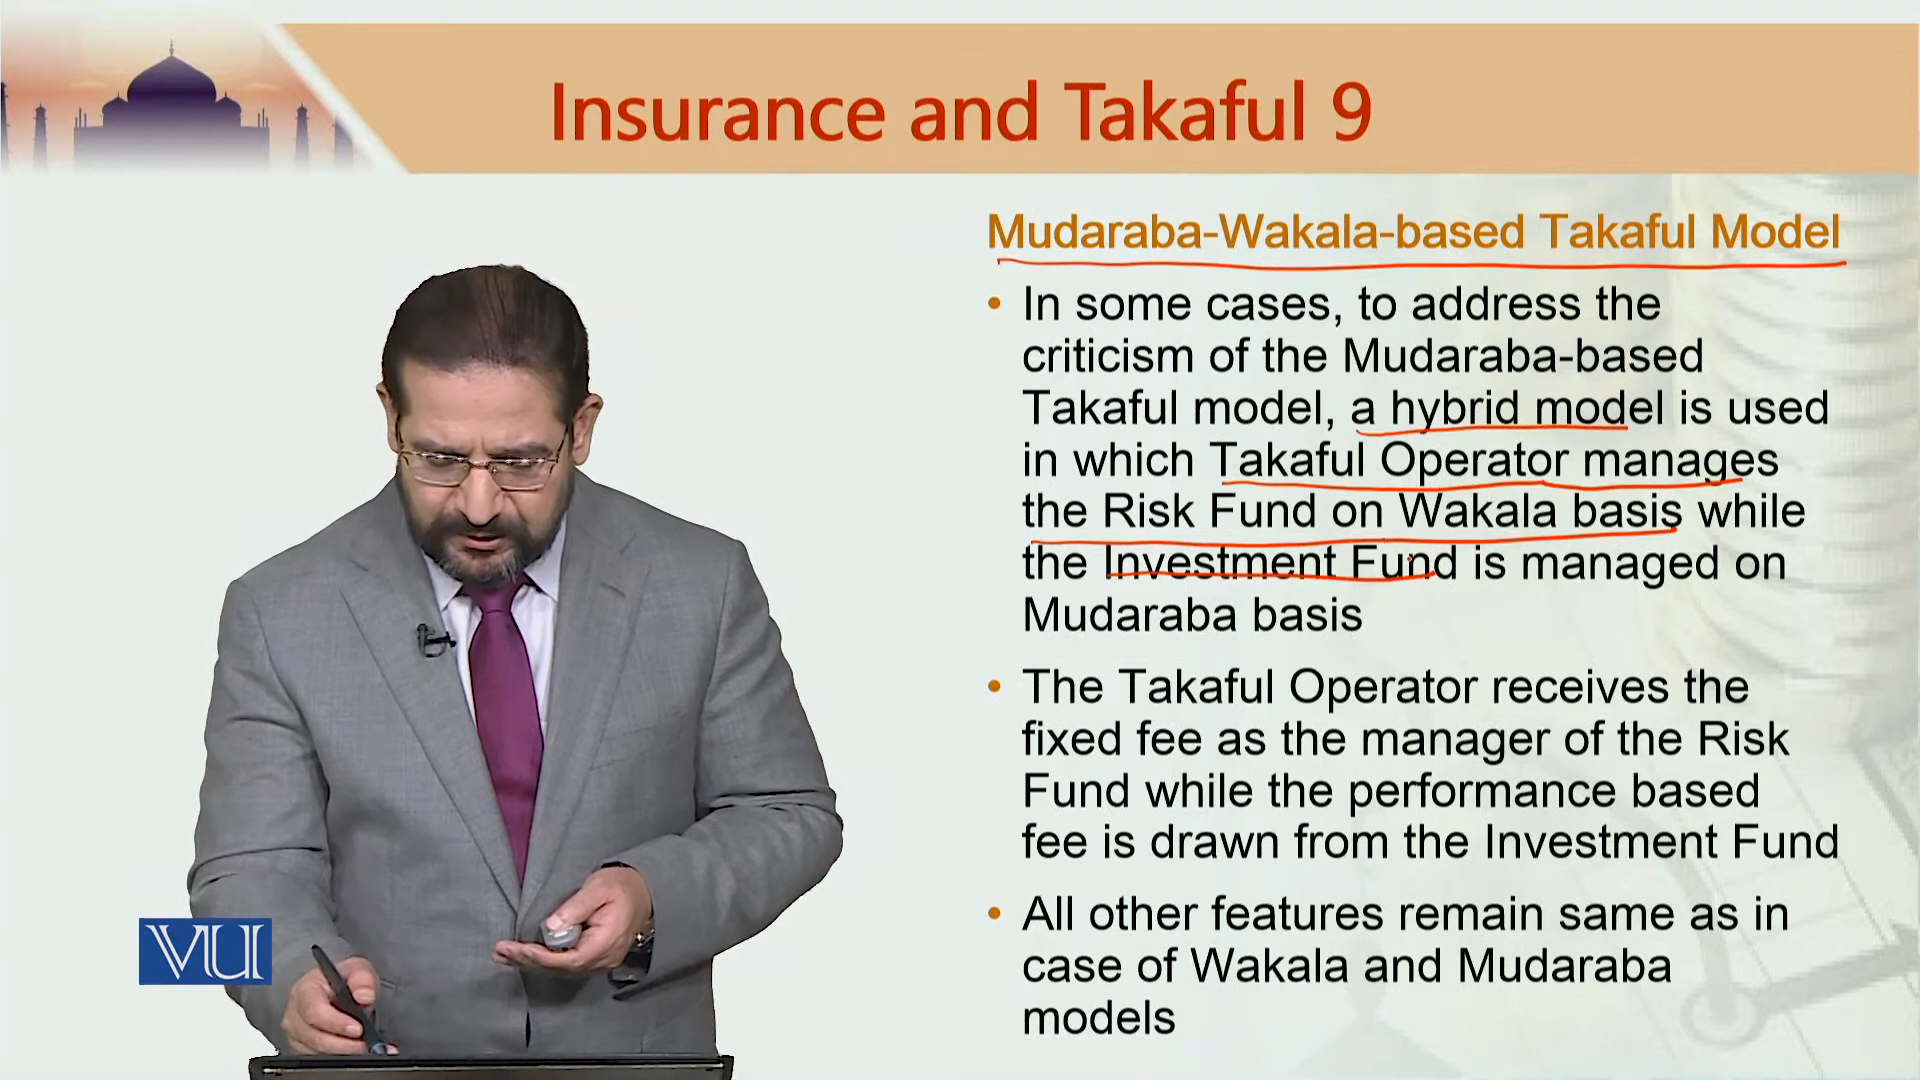 Insurance and Takaful 9
Mudaraba-Wakala-based Takaful Model
• In some cases, to address the
criticism of the Mudaraba-based
Takaful model, a hybrid model is used
in which Takaful Operator manages
the Risk Fund on Wakala basis while
the Investment Fund is managed on
Mudaraba basis
• The Takaful Operator receives the
fixed fee as the manager of the Risk
Fund while the performance based
fee is drawn from the Investment Fund
• All other features remain same as in
case of Wakala and Mudaraba
models
VU